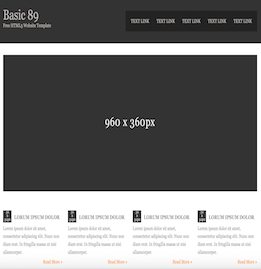 Basic 89
Free HTML5 Website Template
TEXT LINK TEXT LINK TEXT LINK TEXT LINK TEXT LINK
960 x 360px
LOREM IPSUM DOLOR
Lorem ipsum dolor sit amet,
consectetur adipiscing elit. Nunc non
diam erat. In fringilla massa ut nisi
ullamcorper.
Read More »
LOREM IPSUM DOLOR
Lorem ipsum dolor sit amet,
consectetur adipiscing elit. Nunc non
diam erat. In fringilla massa ut nisi
ullamcorper.
Read More »
LOREM IPSUM DOLOR
Lorem ipsum dolor sit amet,
consectetur adipiscing elit. Nunc non
diam erat. In fringilla massa ut nisi
ullamcorper.
Read More »
LOREM IPSUM DOLOR
Lorem ipsum dolor sit amet,
consectetur adipiscing elit. Nunc non
diam erat. In fringilla massa ut nisi
ullamcorper.
Read More »